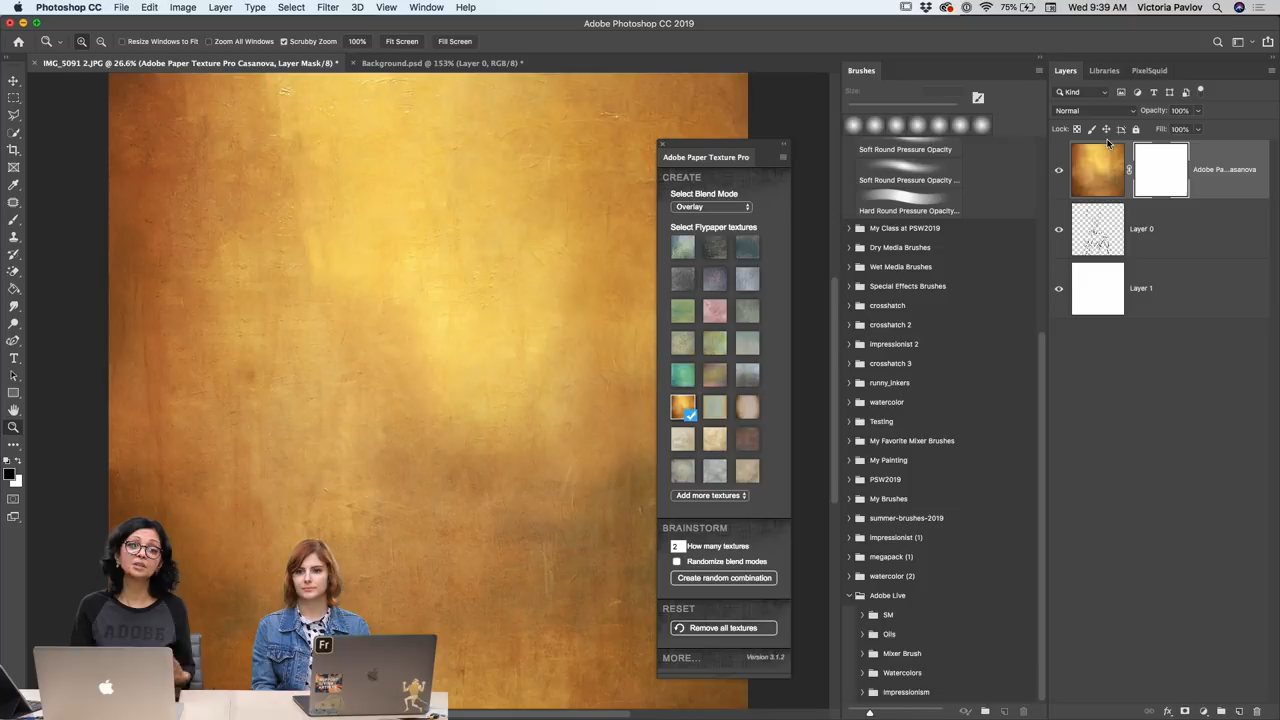 Photoshop CC File Edit Image Layer Type Select Filter 3D View Window Help 75% Wed 9:39 AM Victoria Pavlov
Adobe Photoshop CC 2019
Resize Windows to Fit Zoom All Windows Scrubby Zoom 100% Fit Screen Fill Screen
IMG_5091 2.JPG @ 26.6% (Adobe Paper Texture Pro Casanova, Layer Mask/8) * Background.psd @ 153% (Layer 0, RGB/8) *
Adobe Paper Texture Pro
CREATE
Select Blend Mode
Overlay
Select Flypaper textures
Add more textures
BRAINSTORM
2 How many textures
Randomize blend modes
Create random combination
RESET
Remove all textures
MORE...
Version 3.1.2
Brushes
Size:
Soft Round Pressure Opacity
Soft Round Pressure Opacity ...
Hard Round Pressure Opacity...
My Class at PSW2019
Dry Media Brushes
Wet Media Brushes
Special Effects Brushes
crosshatch
crosshatch 2
impressionist 2
crosshatch 3
runny_inkers
watercolor
Testing
My Favorite Mixer Brushes
My Painting
PSW2019
My Brushes
summer-brushes-2019
impressionist (1)
megapack (1)
watercolor (2)
Adobe Live
SM
Oils
Mixer Brush
Watercolors
Impressionism
Layers Libraries PixelSquid
Kind
Normal Opacity: 100%
Lock: Fill: 100%
Adobe Pa...asanova
Layer 0
Layer 1
ADOBE
Fr